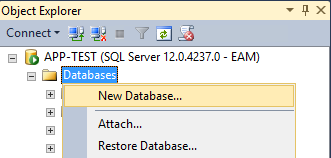 Object Explorer
Connect
APP-TEST (SQL Server 12.0.4237.0 - EAM)
Databases
New Database...
Attach...
Restore Database...